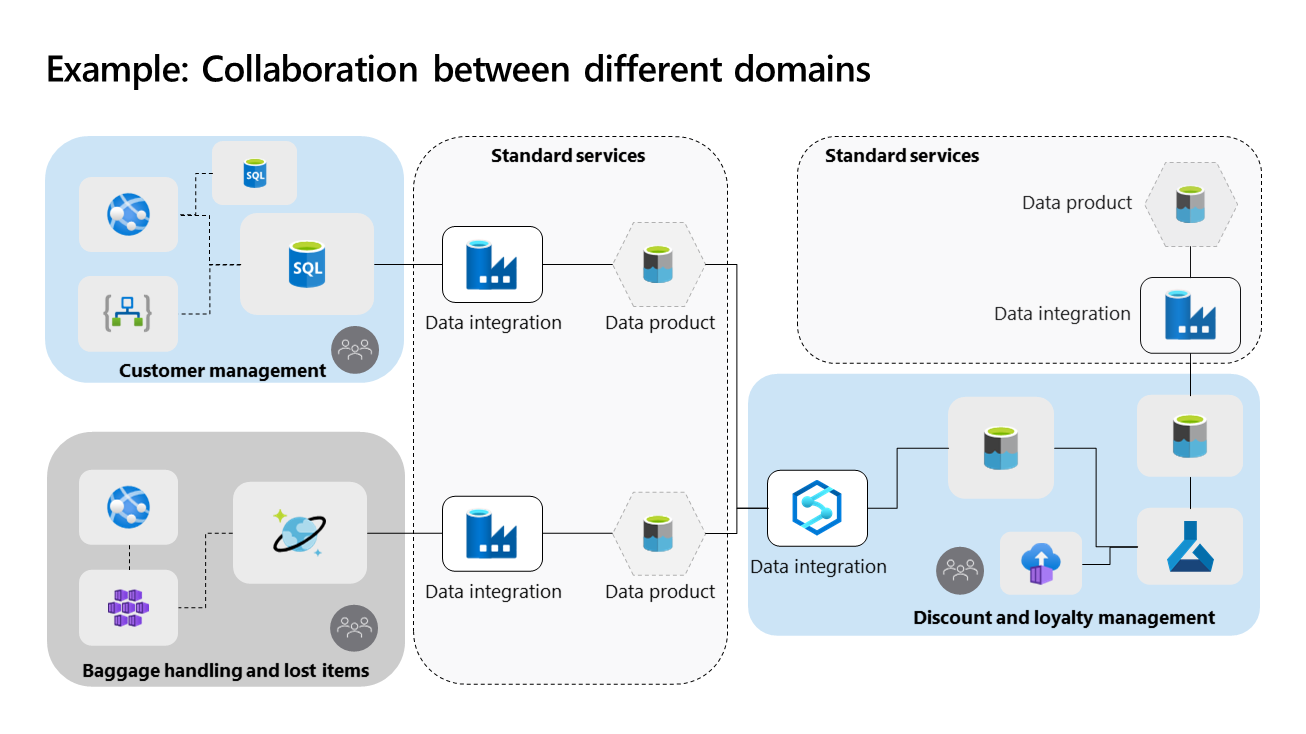 Example: Collaboration between different domains
SQL
SQL
Customer management
Baggage handling and lost items
Standard services
Data integration
Data product
Data integration
Data product
Standard services
Data product
Data integration
Data integration
Discount and loyalty management